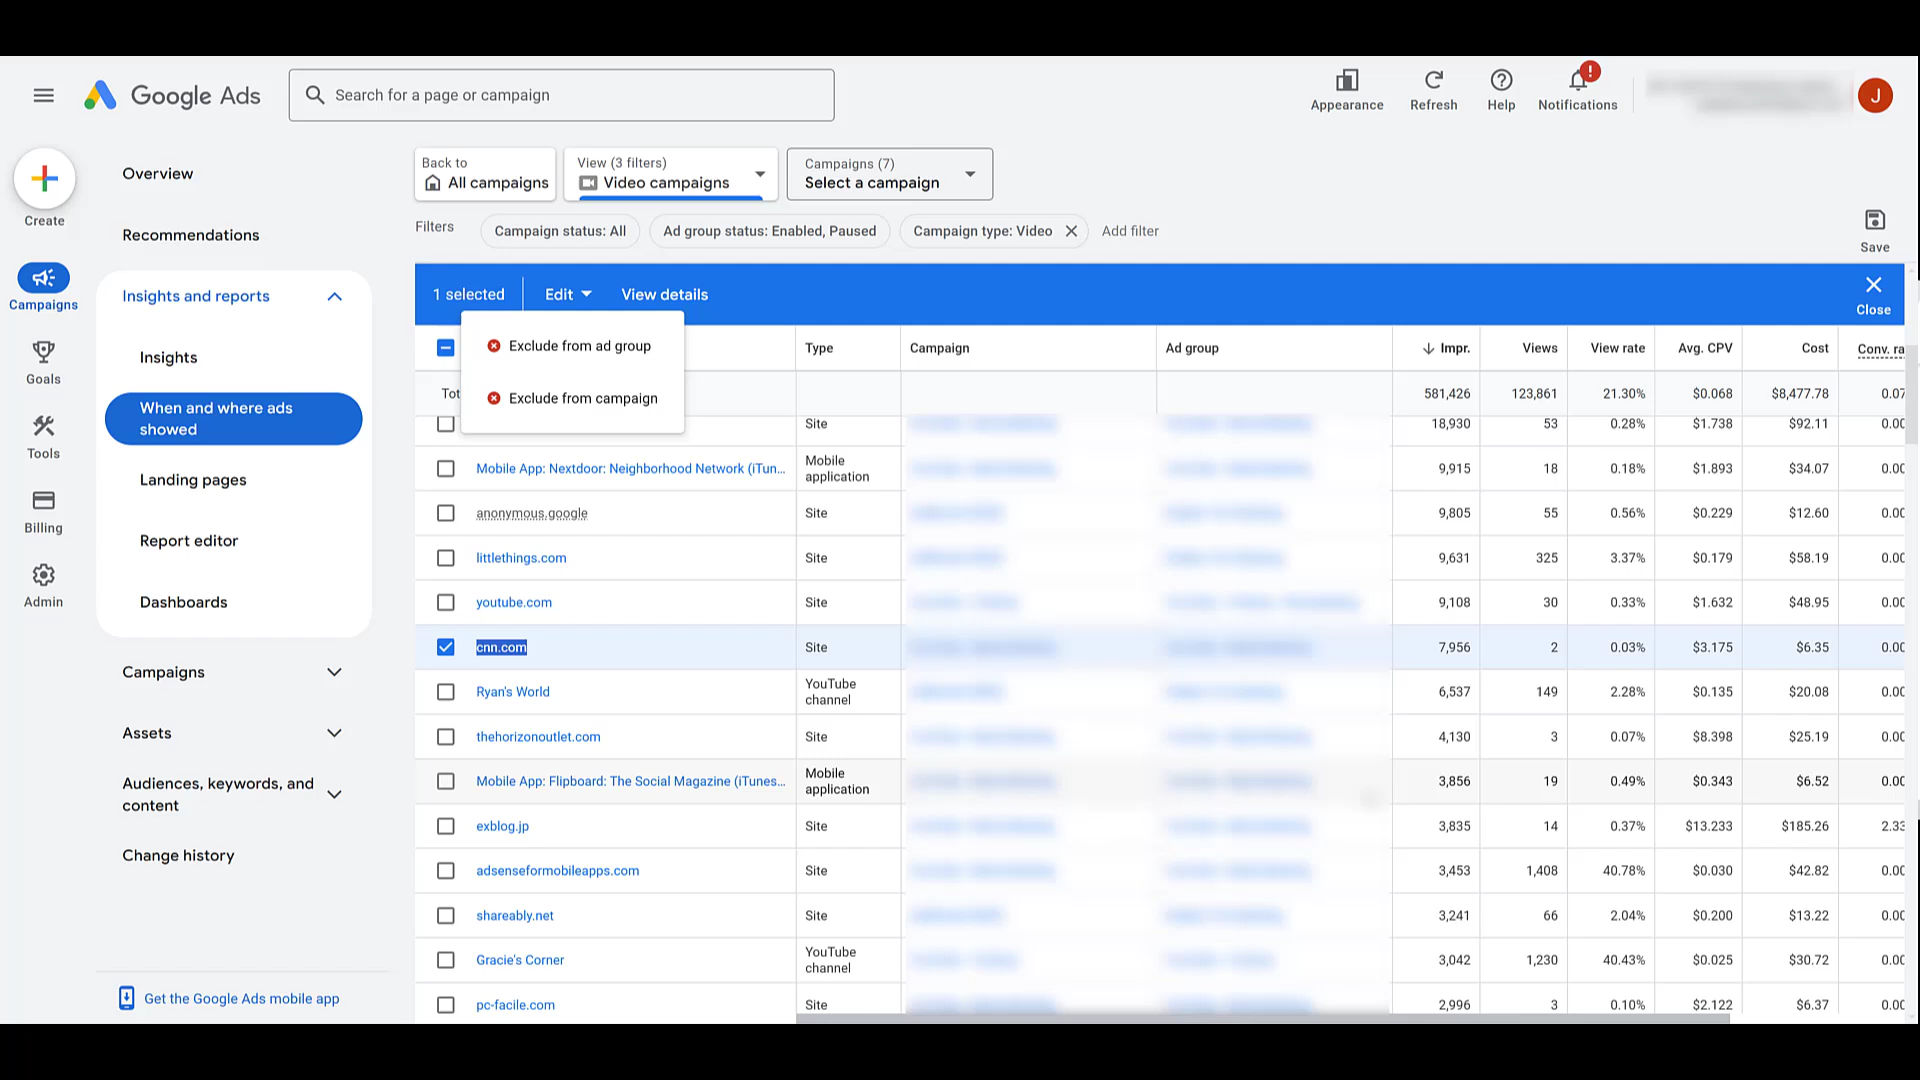 Google Ads
Search for a page or campaign
Appearance
Refresh
Help
!
Notifications
J
Create
Campaigns
Goals
Tools
Billing
Admin
Overview
Recommendations
Insights and reports
Insights
When and where ads
showed
Landing pages
Report editor
Dashboards
Campaigns
Assets
Audiences, keywords, and
content
Change history
Get the Google Ads mobile app
Back to
All campaigns
View (3 filters)
Video campaigns
Campaigns (7)
Select a campaign
Filters
Campaign status: All
Ad group status: Enabled, Paused
Campaign type: Video
Add filter
Save
1 selected
Edit
View details
Close
Exclude from ad group
Exclude from campaign
Type Campaign Ad group Impr. Views View rate Avg. CPV Cost Conv. ra
Tot 581,426 123,861 21.30% $0.068 $8,477.78 0.07
Site 18,930 53 0.28% $1.738 $92.11 0.00
Mobile App: Nextdoor: Neighborhood Network (iTun... Mobile application 9,915 18 0.18% $1.893 $34.07 0.00
anonymous.google Site 9,805 55 0.56% $0.229 $12.60 0.00
littlethings.com Site 9,631 325 3.37% $0.179 $58.19 0.00
youtube.com Site 9,108 30 0.33% $1.632 $48.95 0.00
cnn.com Site 7,956 2 0.03% $3.175 $6.35 0.00
Ryan's World YouTube channel 6,537 149 2.28% $0.135 $20.08 0.00
thehorizonoutlet.com Site 4,130 3 0.07% $8.398 $25.19 0.00
Mobile App: Flipboard: The Social Magazine (iTunes... Mobile application 3,856 19 0.49% $0.343 $6.52 0.00
exblog.jp Site 3,835 14 0.37% $13.233 $185.26 2.33
adsenseformobileapps.com Site 3,453 1,408 40.78% $0.030 $42.82 0.00
shareably.net Site 3,241 66 2.04% $0.200 $13.22 0.00
Gracie's Corner YouTube channel 3,042 1,230 40.43% $0.025 $30.72 0.00
pc-facile.com Site 2,996 3 0.10% $2.122 $6.37 0.00